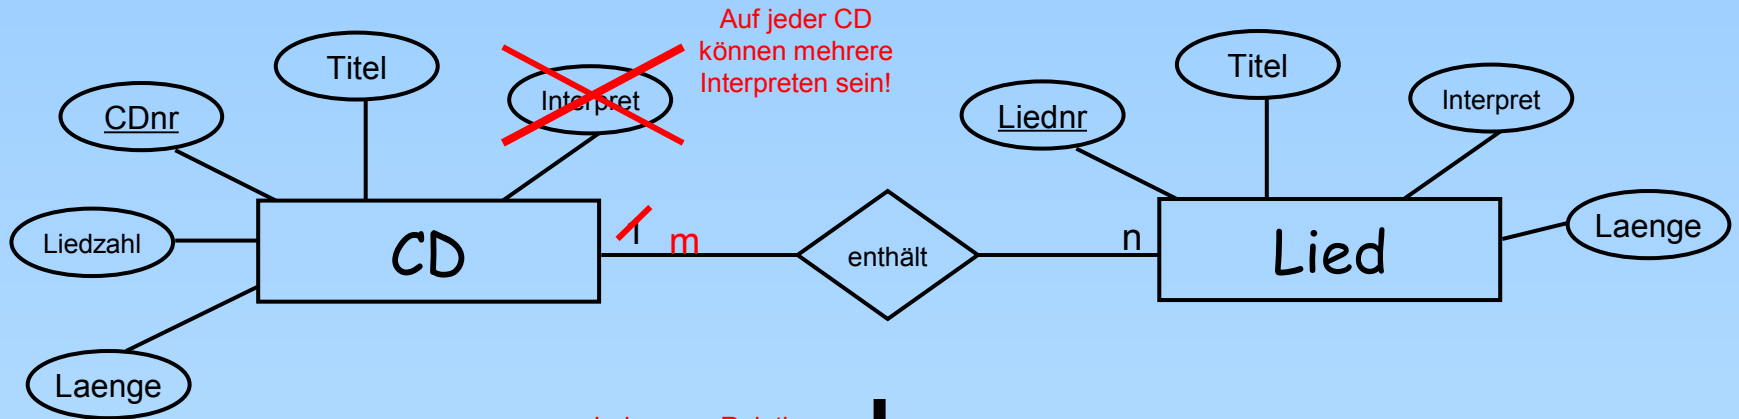 Auf jeder CD
können mehrere
Interpreten sein!
Titel
Interpret
CDnr
Liedzahl
Laenge
CD
1
m
enthält
n
Titel
Interpret
Liednr
Lied
Laenge